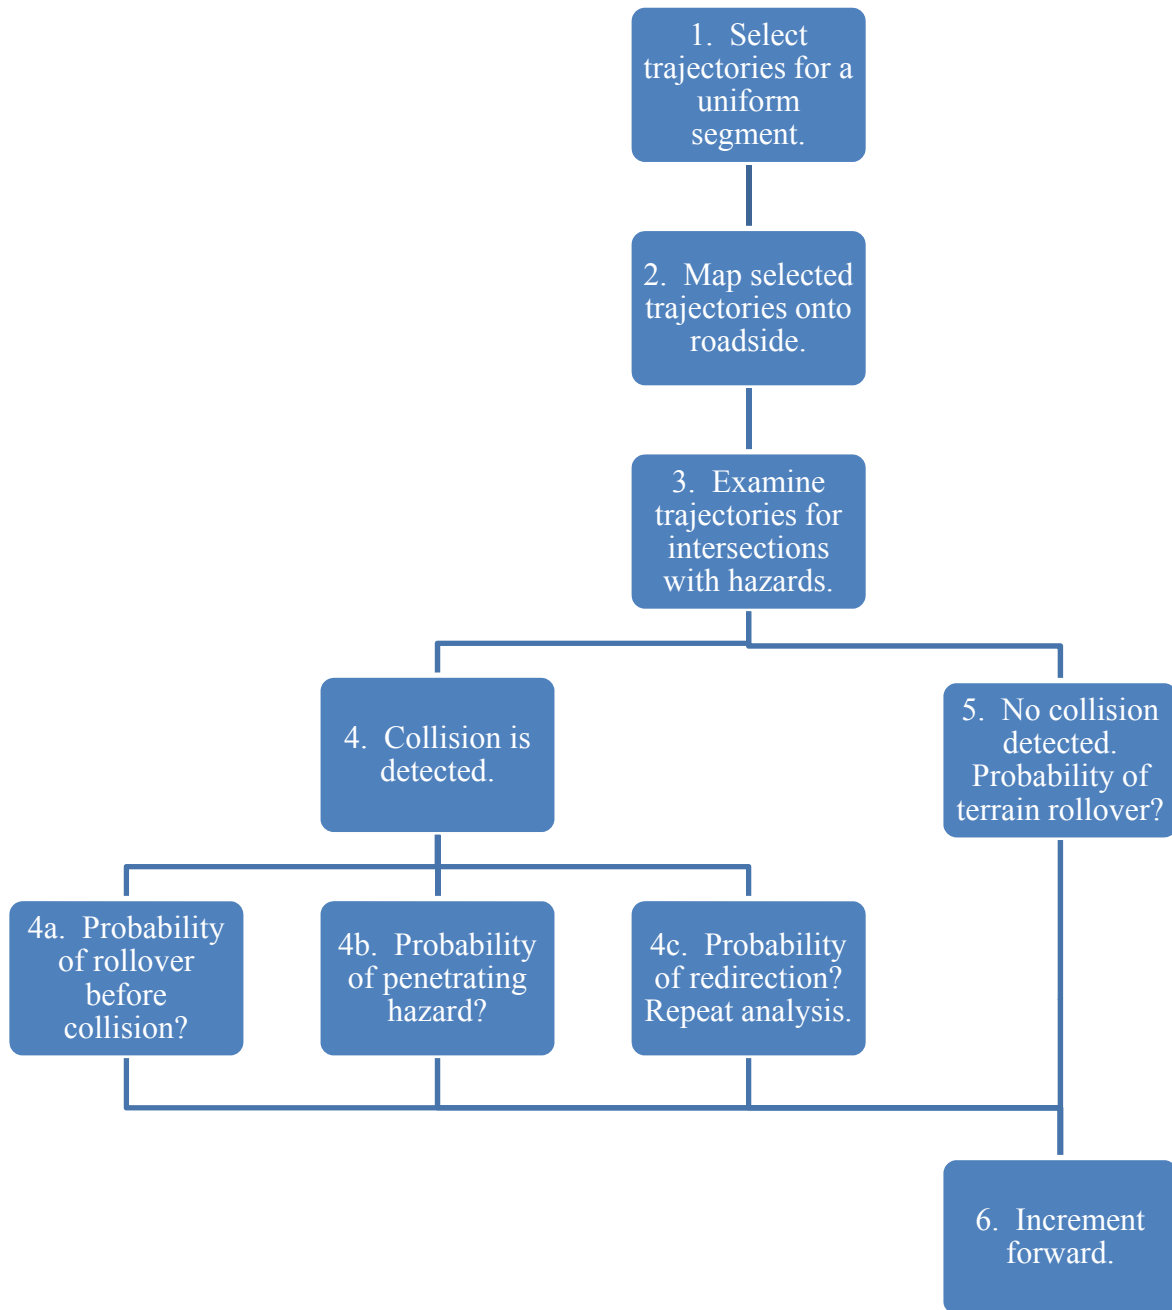 1. Select
trajectories for a
uniform
segment.
2. Map selected
trajectories onto
roadside.
3. Examine
trajectories for
intersections
with hazards.
4. Collision is
detected.
5. No collision
detected.
Probability of
terrain rollover?
4a. Probability
of rollover
before
collision?
4b. Probability
of penetrating
hazard?
4c. Probability
of redirection?
Repeat analysis.
6. Increment
forward.